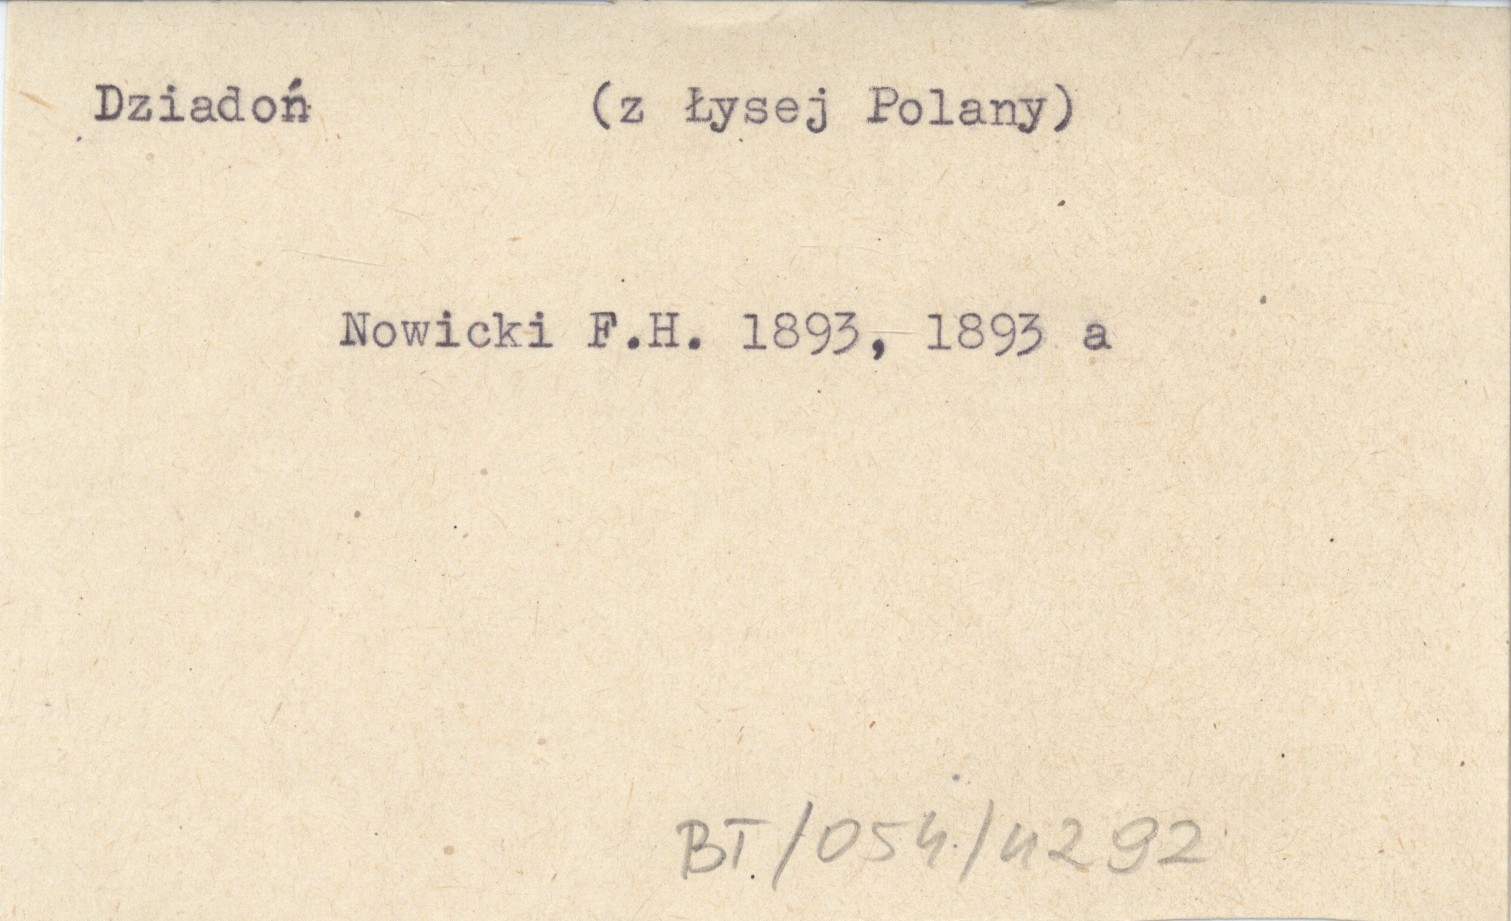 Dziadoń (z Łysej Polany)
Nowicki F.H. 1893, 1893 a
BT/054/4292